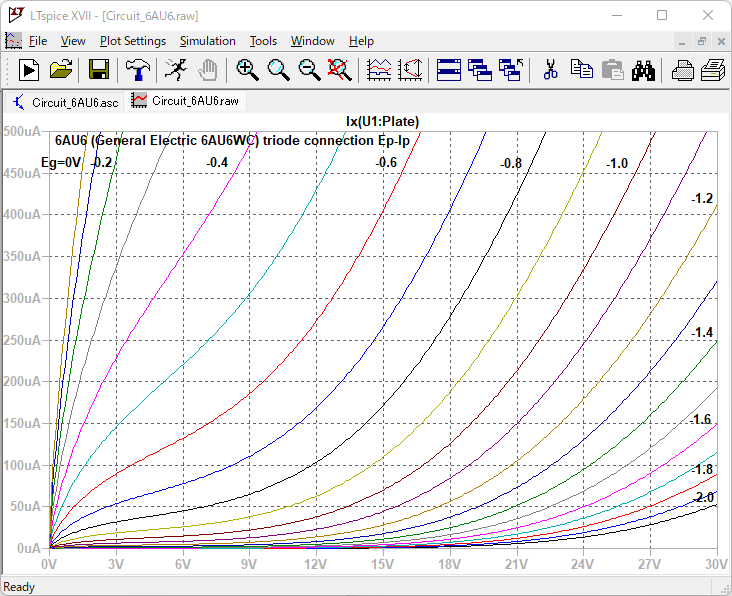 LTspice XVII - [Circuit_6AU6.raw]
File View Plot Settings Simulation Tools Window Help
Circuit_6AU6.asc Circuit_6AU6.raw
Ix(U1:Plate)
500uA
6AU6 (General Electric 6AU6WC) triode connection Ep-Ip
Eg=0V -0.2 -0.4 -0.6 -0.8 -1.0
450uA
-1.2
400uA
350uA
-1.4
300uA
250uA
200uA
-1.6
150uA
-1.8
100uA
-2.0
50uA
0uA
0V 3V 6V 9V 12V 15V 18V 21V 24V 27V 30V
Ready